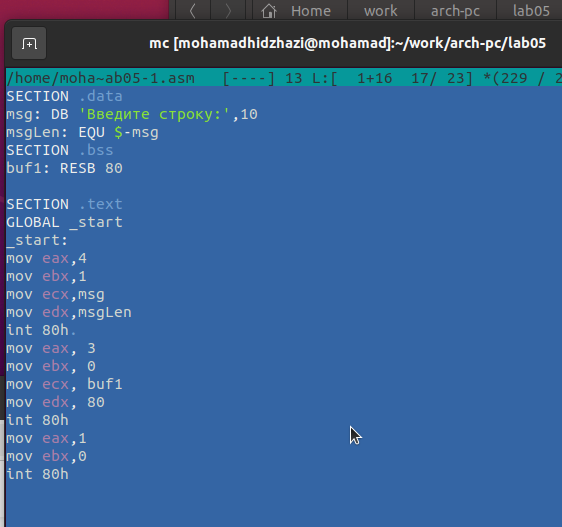 Home work arch-pc lab05
mc [mohamadhidzhazi@mohamad]:~/work/arch-pc/lab05
/home/moha~ab05-1.asm [----] 13 L:[ 1+16 17/ 23] *(229 / 2
SECTION .data
msg: DB 'Введите строку:',10
msgLen: EQU $-msg
SECTION .bss
buf1: RESB 80
SECTION .text
GLOBAL _start
_start:
mov eax,4
mov ebx,1
mov ecx,msg
mov edx,msgLen
int 80h.
mov eax, 3
mov ebx, 0
mov ecx, buf1
mov edx, 80
int 80h
mov eax,1
mov ebx,0
int 80h